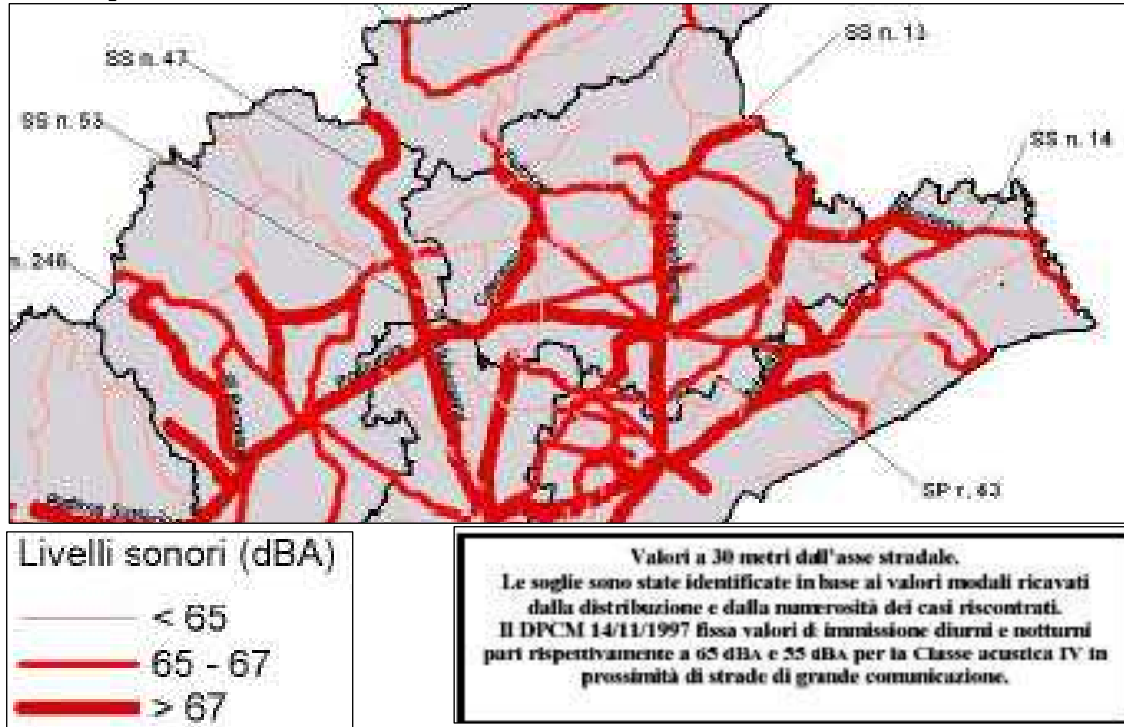 SS n. 13
SS n. 47
SS n. 53
SS n. 14
n. 246
SP r. 63
Livelli sonori (dBA)
< 65
65 - 67
> 67
Valori a 30 metri dall'asse stradale.
Le soglie sono state identificate in base ai valori modali ricavati
dalla distribuzione e dalla numerosità dei casi riscontrati.
Il DPCM 14/11/1997 fissa valori di immissione diurni e notturni
pari rispettivamente a 65 dBA e 55 dBA per la Classe acustica IV in
prossimità di strade di grande comunicazione.